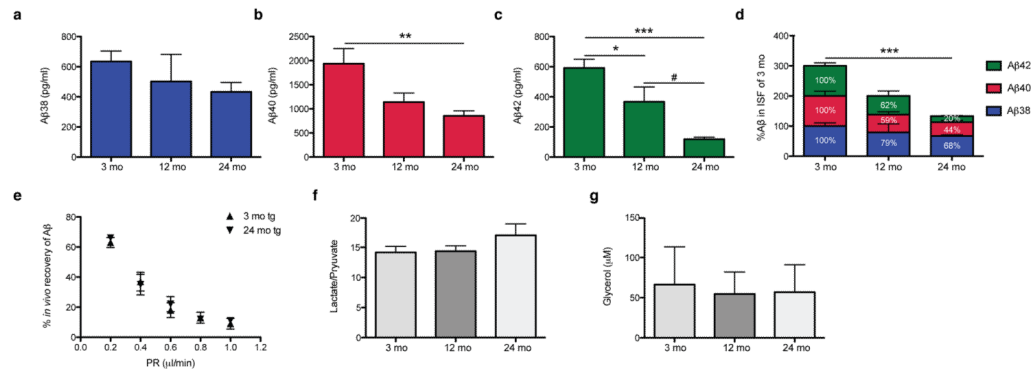 a
Aβ38 (pg/ml)
800
600
400
200
0
3 mo 12 mo 24 mo
b
Aβ40 (pg/ml)
2500
2000
1500
1000
500
0
**
3 mo 12 mo 24 mo
c
Aβ42 (pg/ml)
800
600
400
200
0
***
*
#
3 mo 12 mo 24 mo
d
%Aβ in ISF of 3 mo
400
300
200
100
0
***
100%
100%
100%
62%
59%
79%
20%
44%
68%
3 mo 12 mo 24 mo
Aβ42
Aβ40
Aβ38
e
% in vivo recovery of Aβ
80
60
40
20
0
3 mo tg
24 mo tg
0.0 0.2 0.4 0.6 0.8 1.0 1.2
PR (μl/min)
f
Lactate/Pryuvate
20
15
10
5
0
3 mo 12 mo 24 mo
g
Glycerol (μM)
150
100
50
0
3 mo 12 mo 24 mo